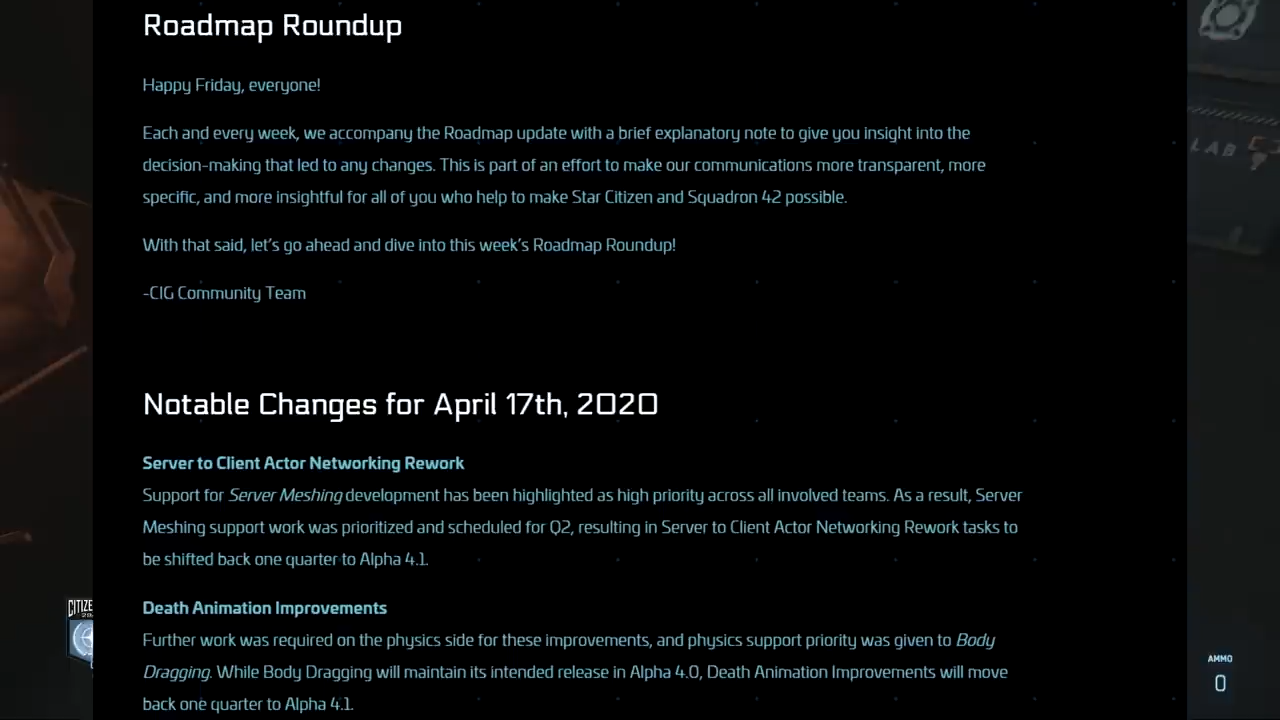 Roadmap Roundup
Happy Friday, everyone!
Each and every week, we accompany the Roadmap update with a brief explanatory note to give you insight into the
decision-making that led to any changes. This is part of an effort to make our communications more transparent, more
specific, and more insightful for all of you who help to make Star Citizen and Squadron 42 possible.
With that said, let's go ahead and dive into this week's Roadmap Roundup!
-CIG Community Team
Notable Changes for April 17th, 2020
Server to Client Actor Networking Rework
Support for Server Meshing development has been highlighted as high priority across all involved teams. As a result, Server
Meshing support work was prioritized and scheduled for Q2, resulting in Server to Client Actor Networking Rework tasks to
be shifted back one quarter to Alpha 4.1.
Death Animation Improvements
Further work was required on the physics side for these improvements, and physics support priority was given to Body
Dragging. While Body Dragging will maintain its intended release in Alpha 4.0, Death Animation Improvements will move
back one quarter to Alpha 4.1.
LAB 5
CITIZE
AMMO
0